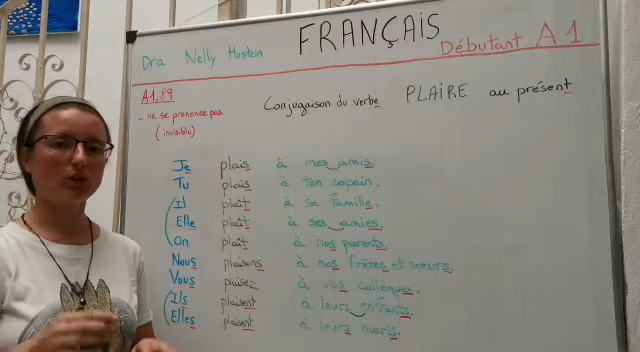 FRANÇAIS
Dra Nelly Hostein
Débutant A1
A1.89
- ne se prononce pas
(invisible)
Conjugaison du verbe PLAIRE au présent
Je plais à mes amis.
Tu plais à ton copain.
Il plaît à sa famille.
Elle plaît à ses amies.
On plaît à nos parents.
Nous plaisons à nos frères et sœurs.
Vous plaisez à vos collègues.
Ils plaisent à leurs enfants.
Elles plaisent à leurs maris.